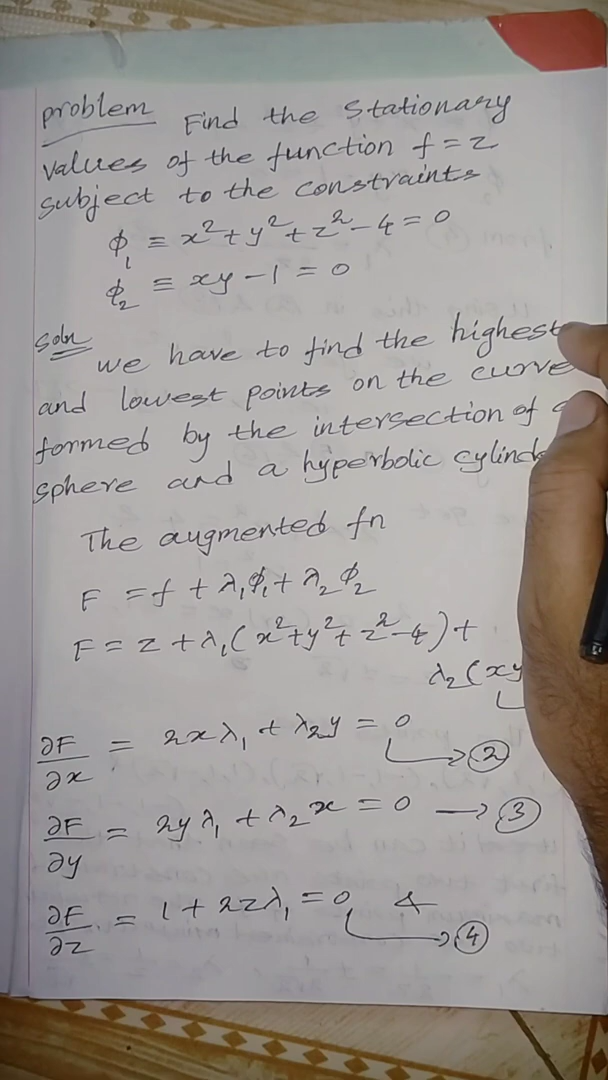 problem Find the stationary
values of the function f = z
subject to the constraints
ϕ₁ ≡ x² + y² + z² - 4 = 0
ϕ₂ ≡ xy - 1 = 0
Soln
we have to find the highest
and lowest points on the curve
formed by the intersection of
sphere and a hyperbolic
The augmented fn
F = f + λ₁ϕ₁ + λ₂ϕ₂
F = z + λ₁(x² + y² + z² - 4) +
λ₂(xy
∂F/∂x = 2xλ₁ + λ₂y = 0 → ②
∂F/∂y = 2yλ₁ + λ₂x = 0 → ③
∂F/∂z = 1 + 2zλ₁ = 0 & → ④